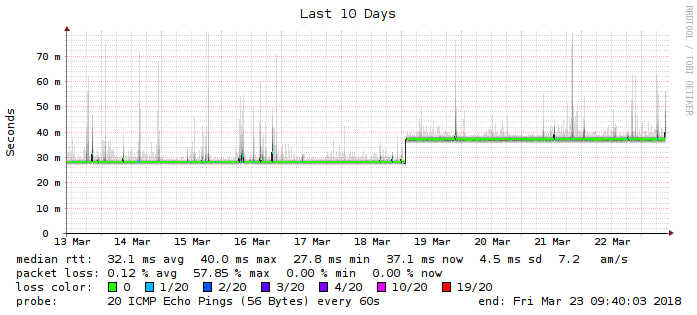 Last 10 Days
RRDTOOL / TOBI OETIKER
Seconds
70 m
60 m
50 m
40 m
30 m
20 m
10 m
0
13 Mar 14 Mar 15 Mar 16 Mar 17 Mar 18 Mar 19 Mar 20 Mar 21 Mar 22 Mar
median rtt: 32.1 ms avg 40.0 ms max 27.8 ms min 37.1 ms now 4.5 ms sd 7.2 am/s
packet loss: 0.12 % avg 57.85 % max 0.00 % min 0.00 % now
loss color: 0 1/20 2/20 3/20 4/20 10/20 19/20
probe: 20 ICMP Echo Pings (56 Bytes) every 60s end: Fri Mar 23 09:40:03 2018